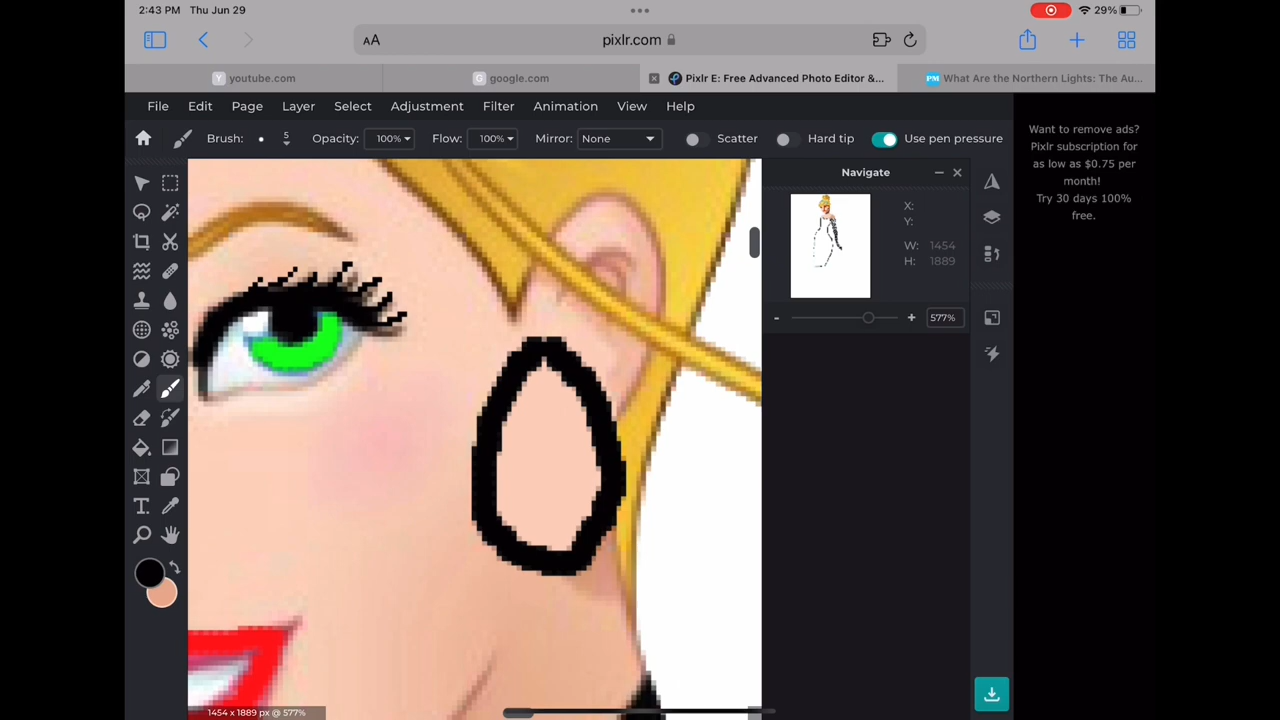 2:43 PM Thu Jun 29
29%
AA pixlr.com
Y youtube.com
G google.com
Pixlr E: Free Advanced Photo Editor &...
PM What Are the Northern Lights: The Au...
File Edit Page Layer Select Adjustment Filter Animation View Help
Brush: 5 Opacity: 100% Flow: 100% Mirror: None Scatter Hard tip Use pen pressure
Navigate
X:
Y:
W: 1454
H: 1889
- + 577%
Want to remove ads?
Pixlr subscription for
as low as $0.75 per
month!
Try 30 days 100%
free.
1454 x 1889 px @ 577%